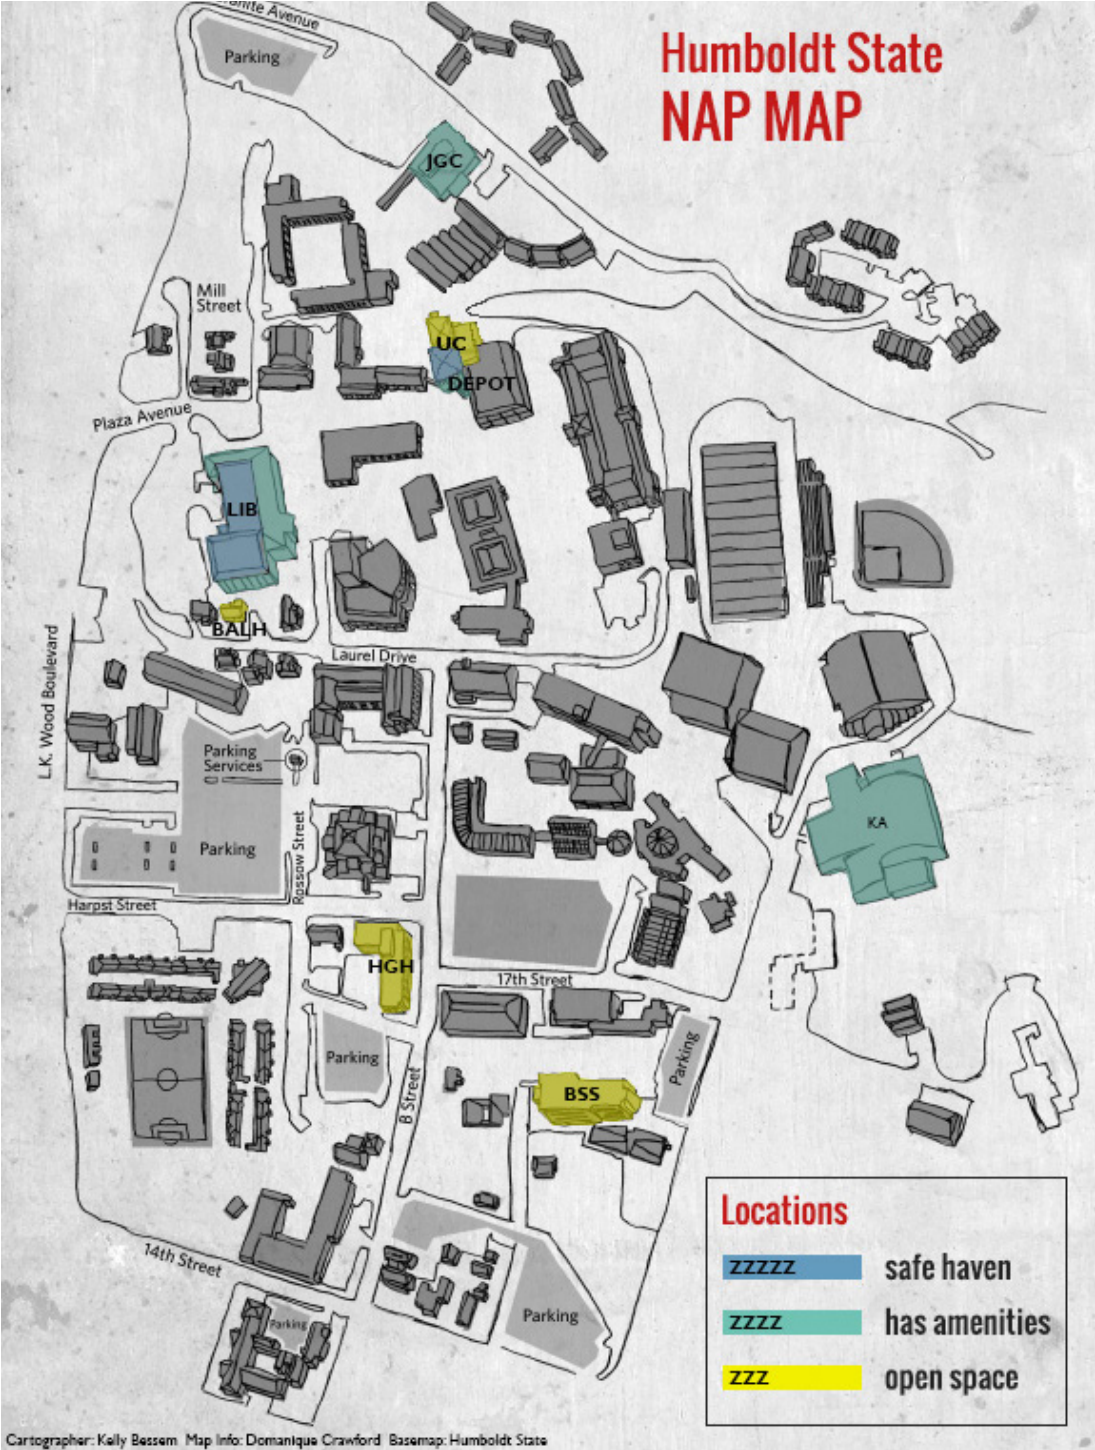 Avenue
Parking
Humboldt State
NAP MAP
JGC
Mill
Street
UC
DEPOT
Plaza Avenue
LIB
BALH
Laurel Drive
L.K. Wood Boulevard
Parking
Services
KA
Parking
Rossow Street
Harpst Street
HGH
17th Street
Parking
Parking
B Street
BSS
14th Street
Parking
Parking
Locations
zzzzz safe haven
zzzz has amenities
zzz open space
Cartographer: Kelly Bessem Map Info: Domanique Crawford Basemap: Humboldt State